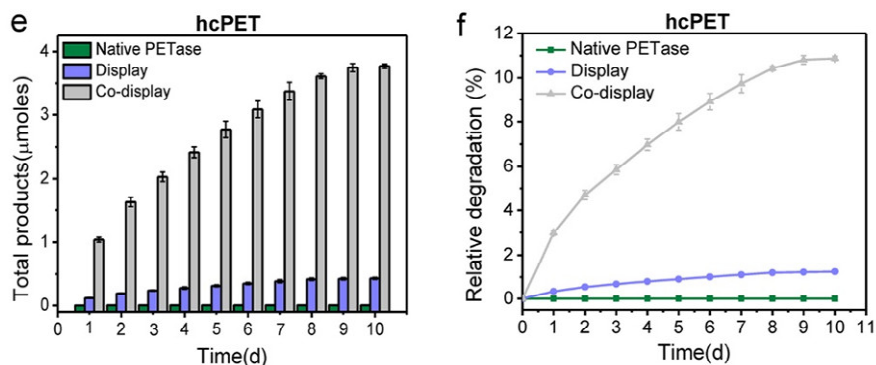 e
hcPET
Total products(μmoles)
4
3
2
1
0
Native PETase
Display
Co-display
0 1 2 3 4 5 6 7 8 9 10
Time(d)
f
hcPET
Relative degradation (%)
12
10
8
6
4
2
0
Native PETase
Display
Co-display
0 1 2 3 4 5 6 7 8 9 10 11
Time(d)